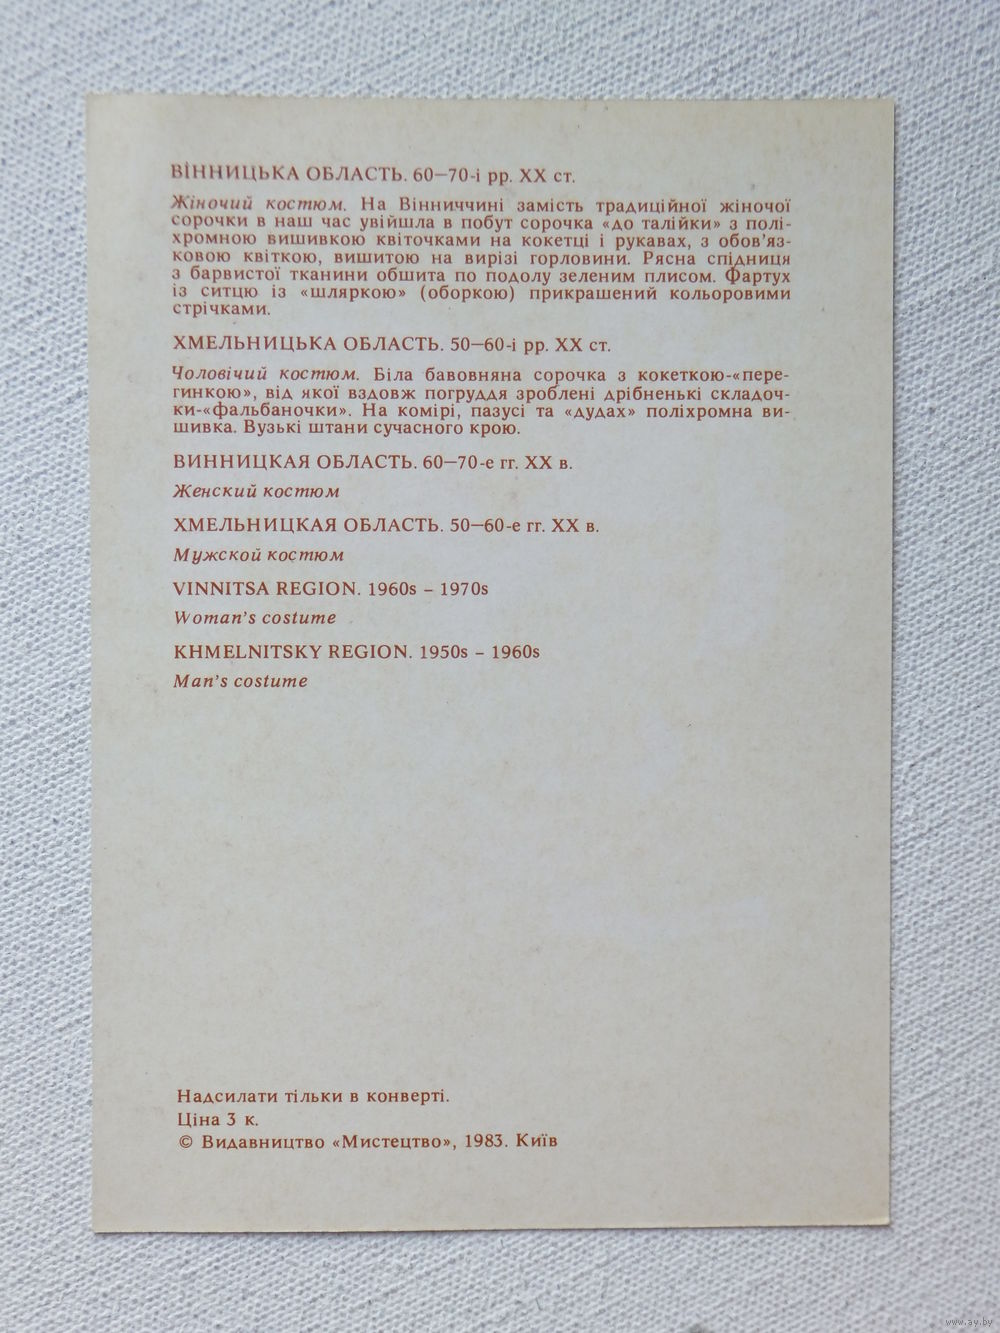 ВІННИЦЬКА ОБЛАСТЬ. 60—70-і рр. XX ст.
Жіночий костюм. На Вінниччині замість традиційної жіночої
сорочки в наш час увійшла в побут сорочка «до талійки» з полі-
хромною вишивкою квіточками на кокетці і рукавах, з обов'яз-
ковою квіткою, вишитою на вирізі горловини. Рясна спідниця
з барвистої тканини обшита по подолу зеленим плисом. Фартух
із ситцю із «шляркою» (оборкою) прикрашений кольоровими
стрічками.
ХМЕЛЬНИЦЬКА ОБЛАСТЬ. 50—60-і рр. XX ст.
Чоловічий костюм. Біла бавовняна сорочка з кокеткою-«пере-
гинкою», від якої вздовж погруддя зроблені дрібненькі складоч-
ки-«фальбаночки». На комірі, пазусі та «дудах» поліхромна ви-
шивка. Вузькі штани сучасного крою.
ВИННИЦКАЯ ОБЛАСТЬ. 60—70-е гг. XX в.
Женский костюм
ХМЕЛЬНИЦКАЯ ОБЛАСТЬ. 50—60-е гг. XX в.
Мужской костюм
VINNITSA REGION. 1960s – 1970s
Woman's costume
KHMELNITSKY REGION. 1950s – 1960s
Man's costume
Надсилати тільки в конверті.
Ціна 3 к.
© Видавництво «Мистецтво», 1983. Київ
www.ay.by